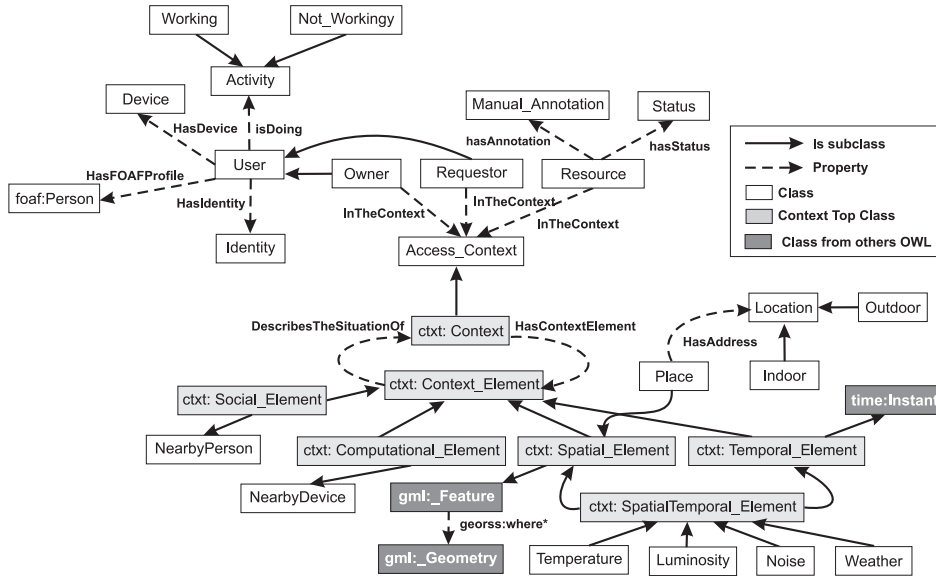 Working
Not_Workingy
Activity
Device
Manual_Annotation
Status
HasDevice
isDoing
hasAnnotation
hasStatus
Is subclass
Property
Class
Context Top Class
Class from others OWL
User
Owner
Requestor
Resource
HasFOAFProfile
foaf:Person
HasIdentity
InTheContext
InTheContext
InTheContext
Identity
Access_Context
Location
Outdoor
DescribesTheSituationOf
ctxt: Context
HasContextElement
HasAddress
Place
Indoor
ctxt: Context_Element
ctxt: Social_Element
time:Instant
NearbyPerson
ctxt: Computational_Element
ctxt: Spatial_Element
ctxt: Temporal_Element
NearbyDevice
gml:_Feature
ctxt: SpatialTemporal_Element
georss:where*
gml:_Geometry
Temperature
Luminosity
Noise
Weather